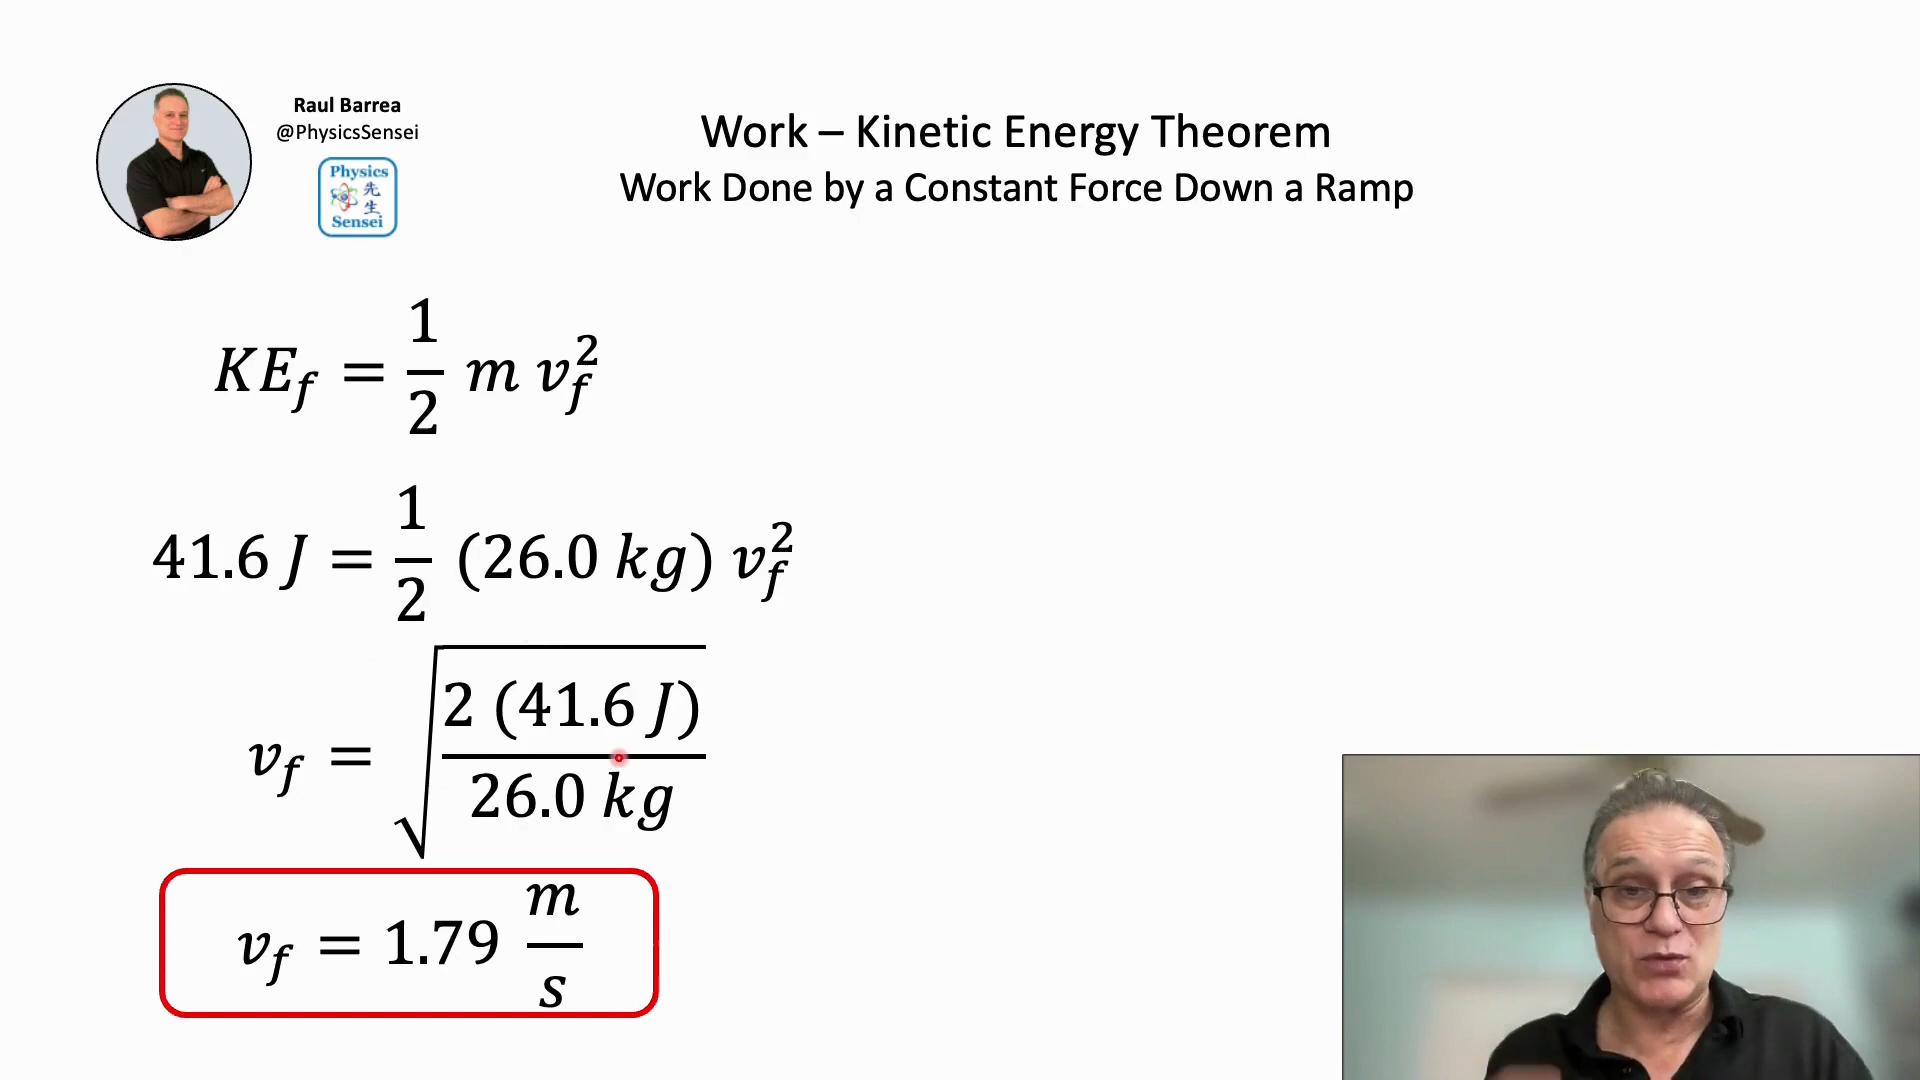 Raul Barrea
@PhysicsSensei
Physics
先
生
Sensei
Work – Kinetic Energy Theorem
Work Done by a Constant Force Down a Ramp
KE_f = 1/2 m v_f^2
41.6 J = 1/2 (26.0 kg) v_f^2
v_f = √(2 (41.6 J) / 26.0 kg)
v_f = 1.79 m/s